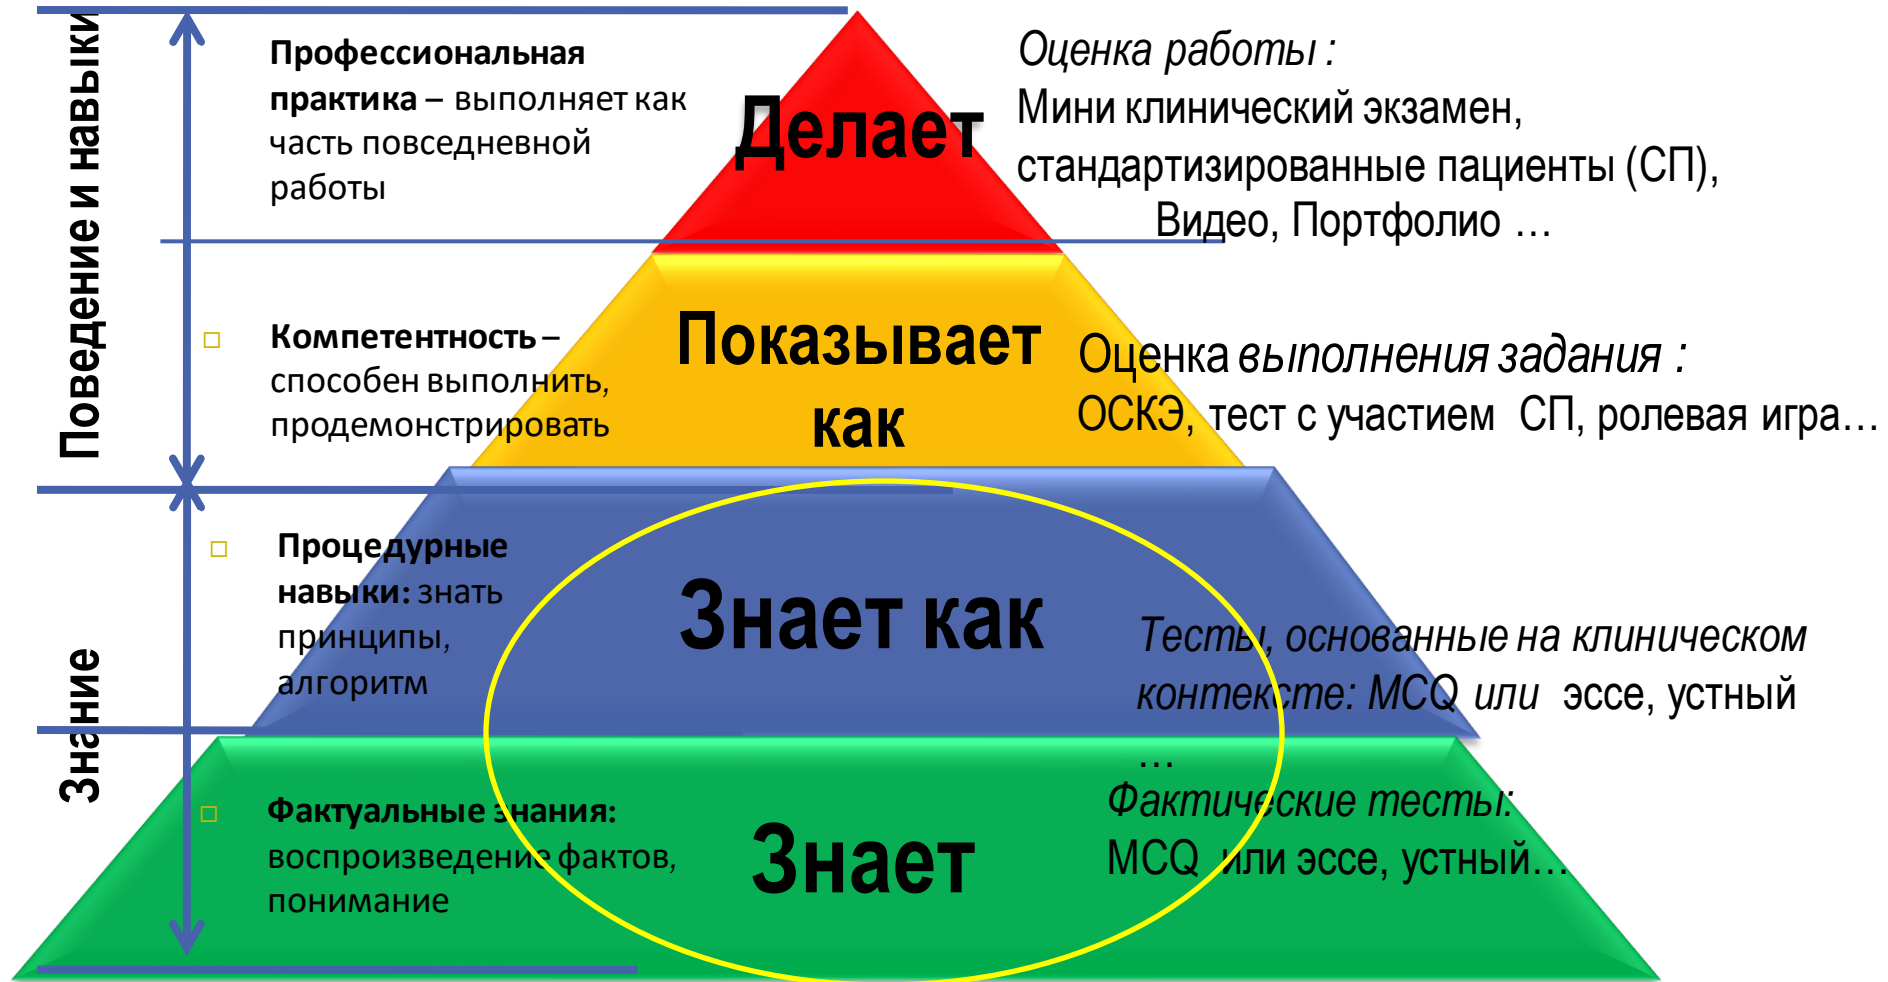 Поведение и навыки
Профессиональная
практика – выполняет как
часть повседневной
работы
Делает
Оценка работы :
Мини клинический экзамен,
стандартизированные пациенты (СП),
Видео, Портфолио …
Компетентность –
способен выполнить,
продемонстрировать
Показывает
как
Оценка выполнения задания :
ОСКЭ, тест с участием СП, ролевая игра…
Знание
Процедурные
навыки: знать
принципы,
алгоритм
Знает как
Тесты, основанные на клиническом
контексте: MCQ или эссе, устный
…
Фактуальные знания:
воспроизведение фактов,
понимание
Знает
Фактические тесты:
MCQ или эссе, устный…